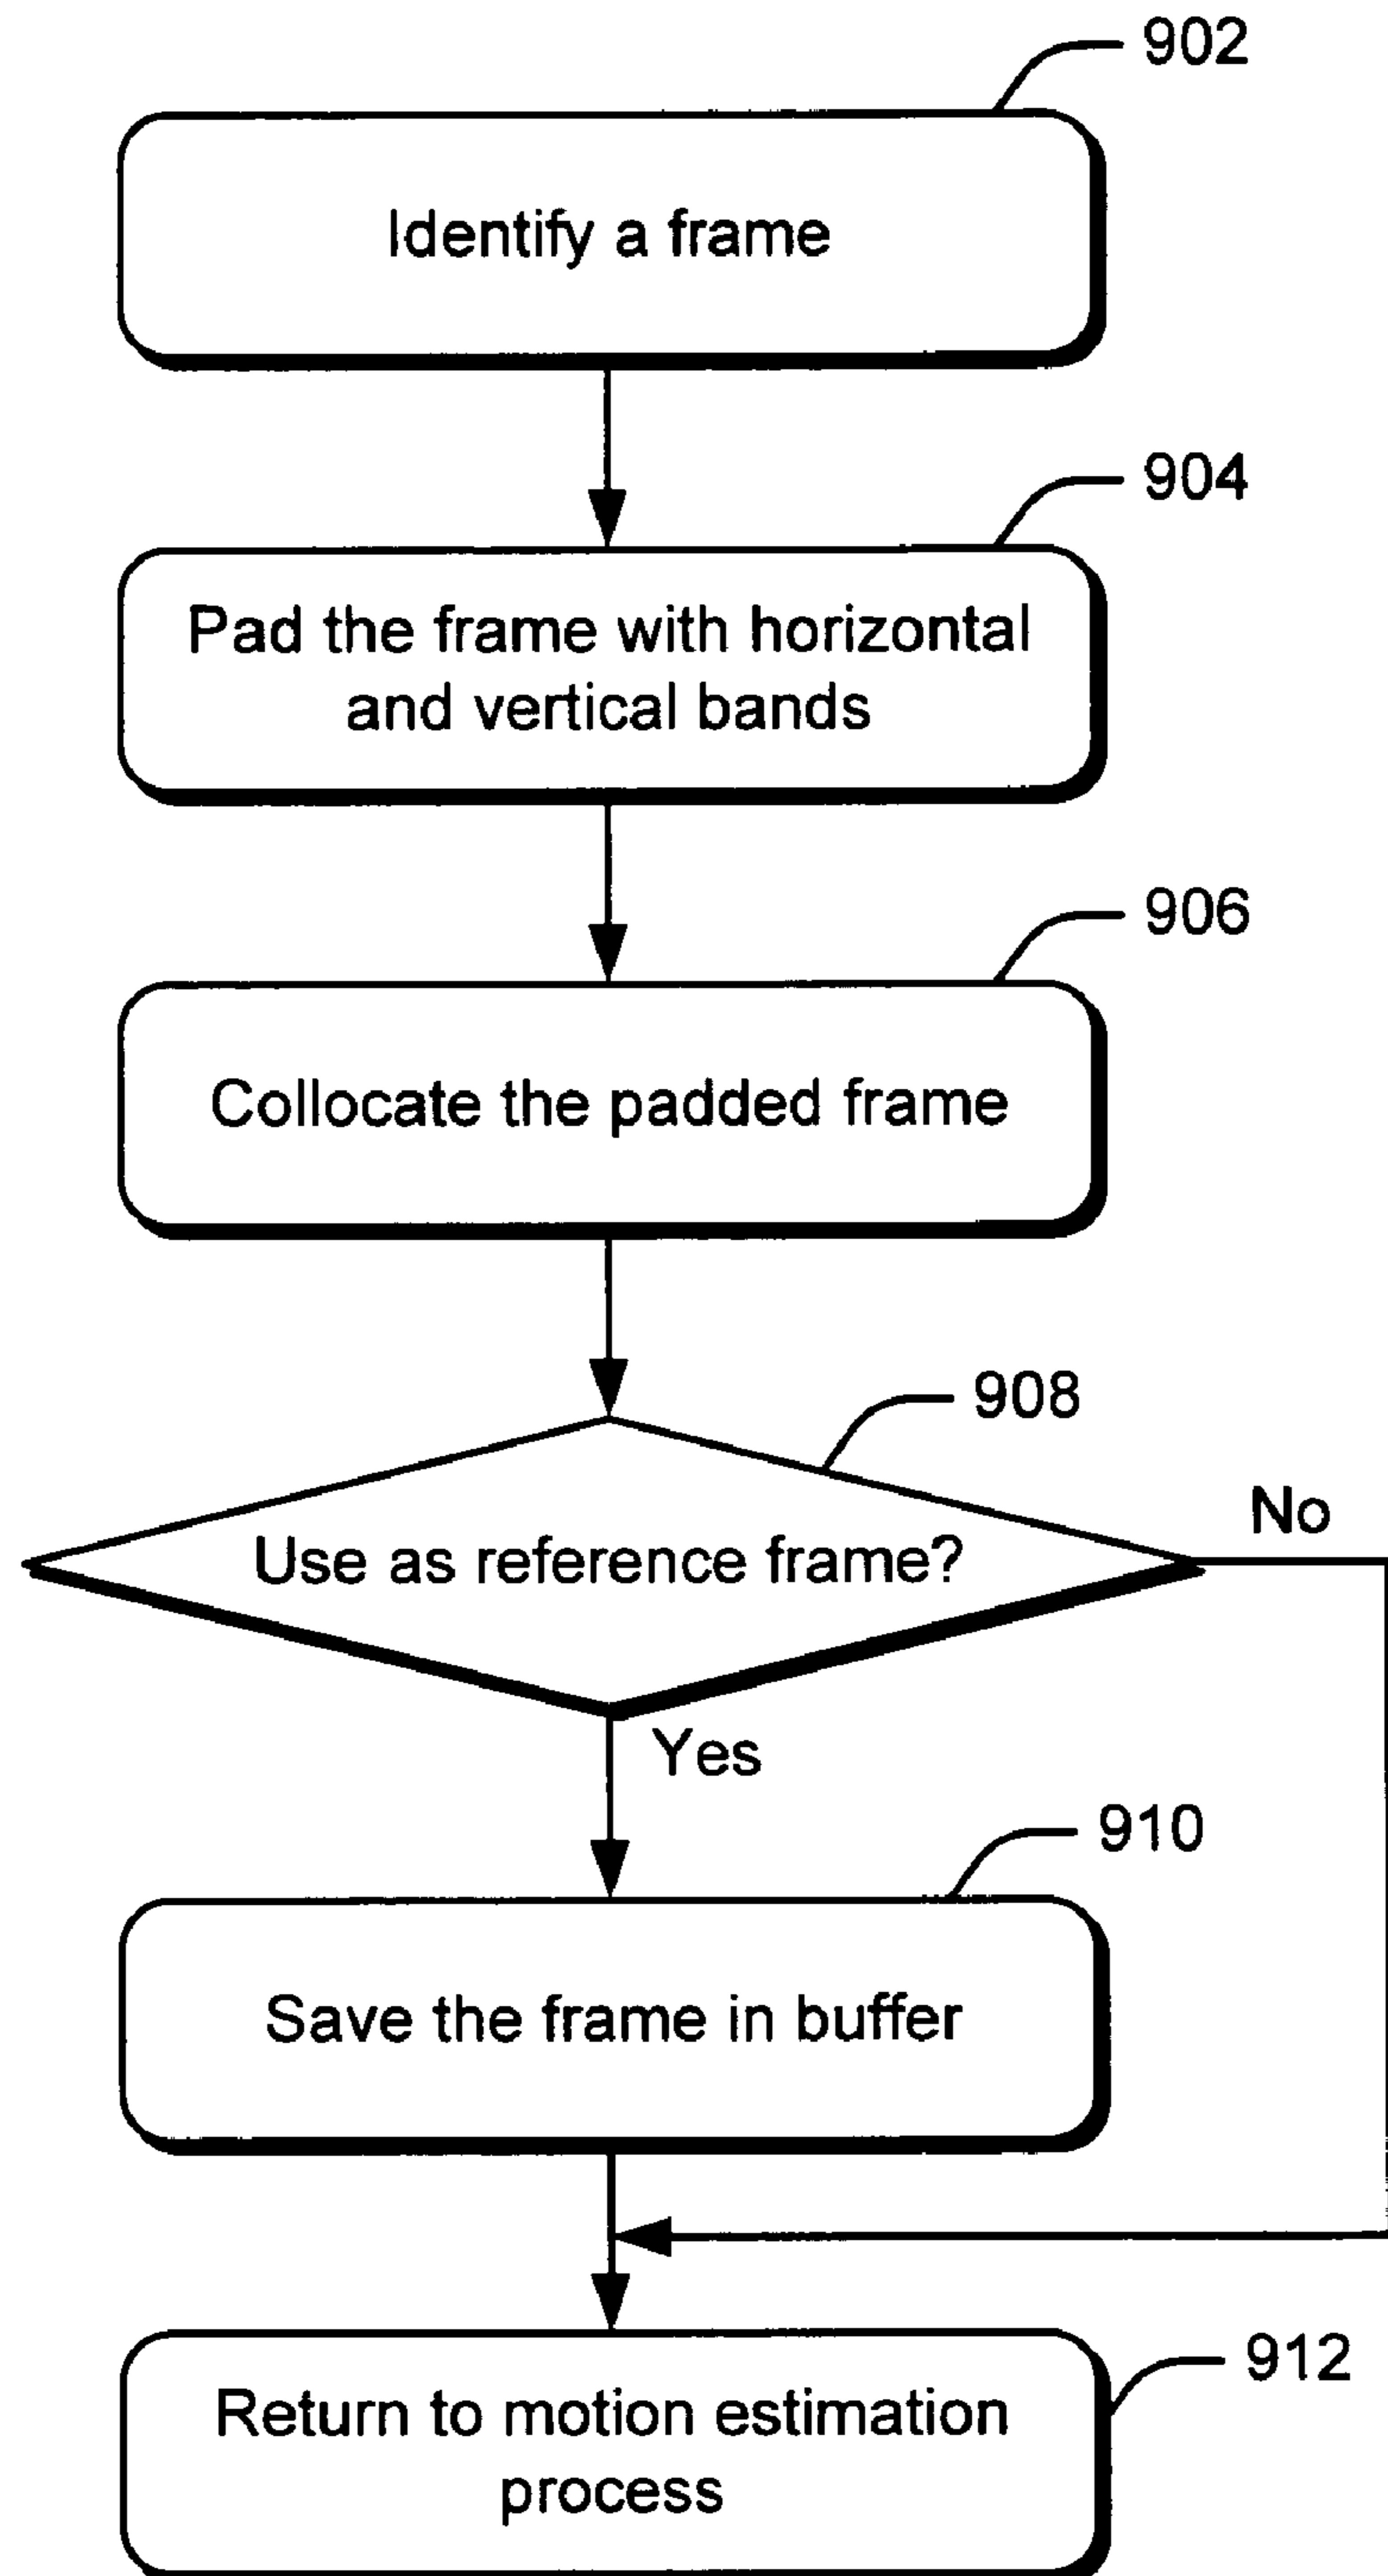 902
Identify a frame
904
Pad the frame with horizontal
and vertical bands
906
Collocate the padded frame
908
Use as reference frame?
No
Yes
910
Save the frame in buffer
912
Return to motion estimation
process